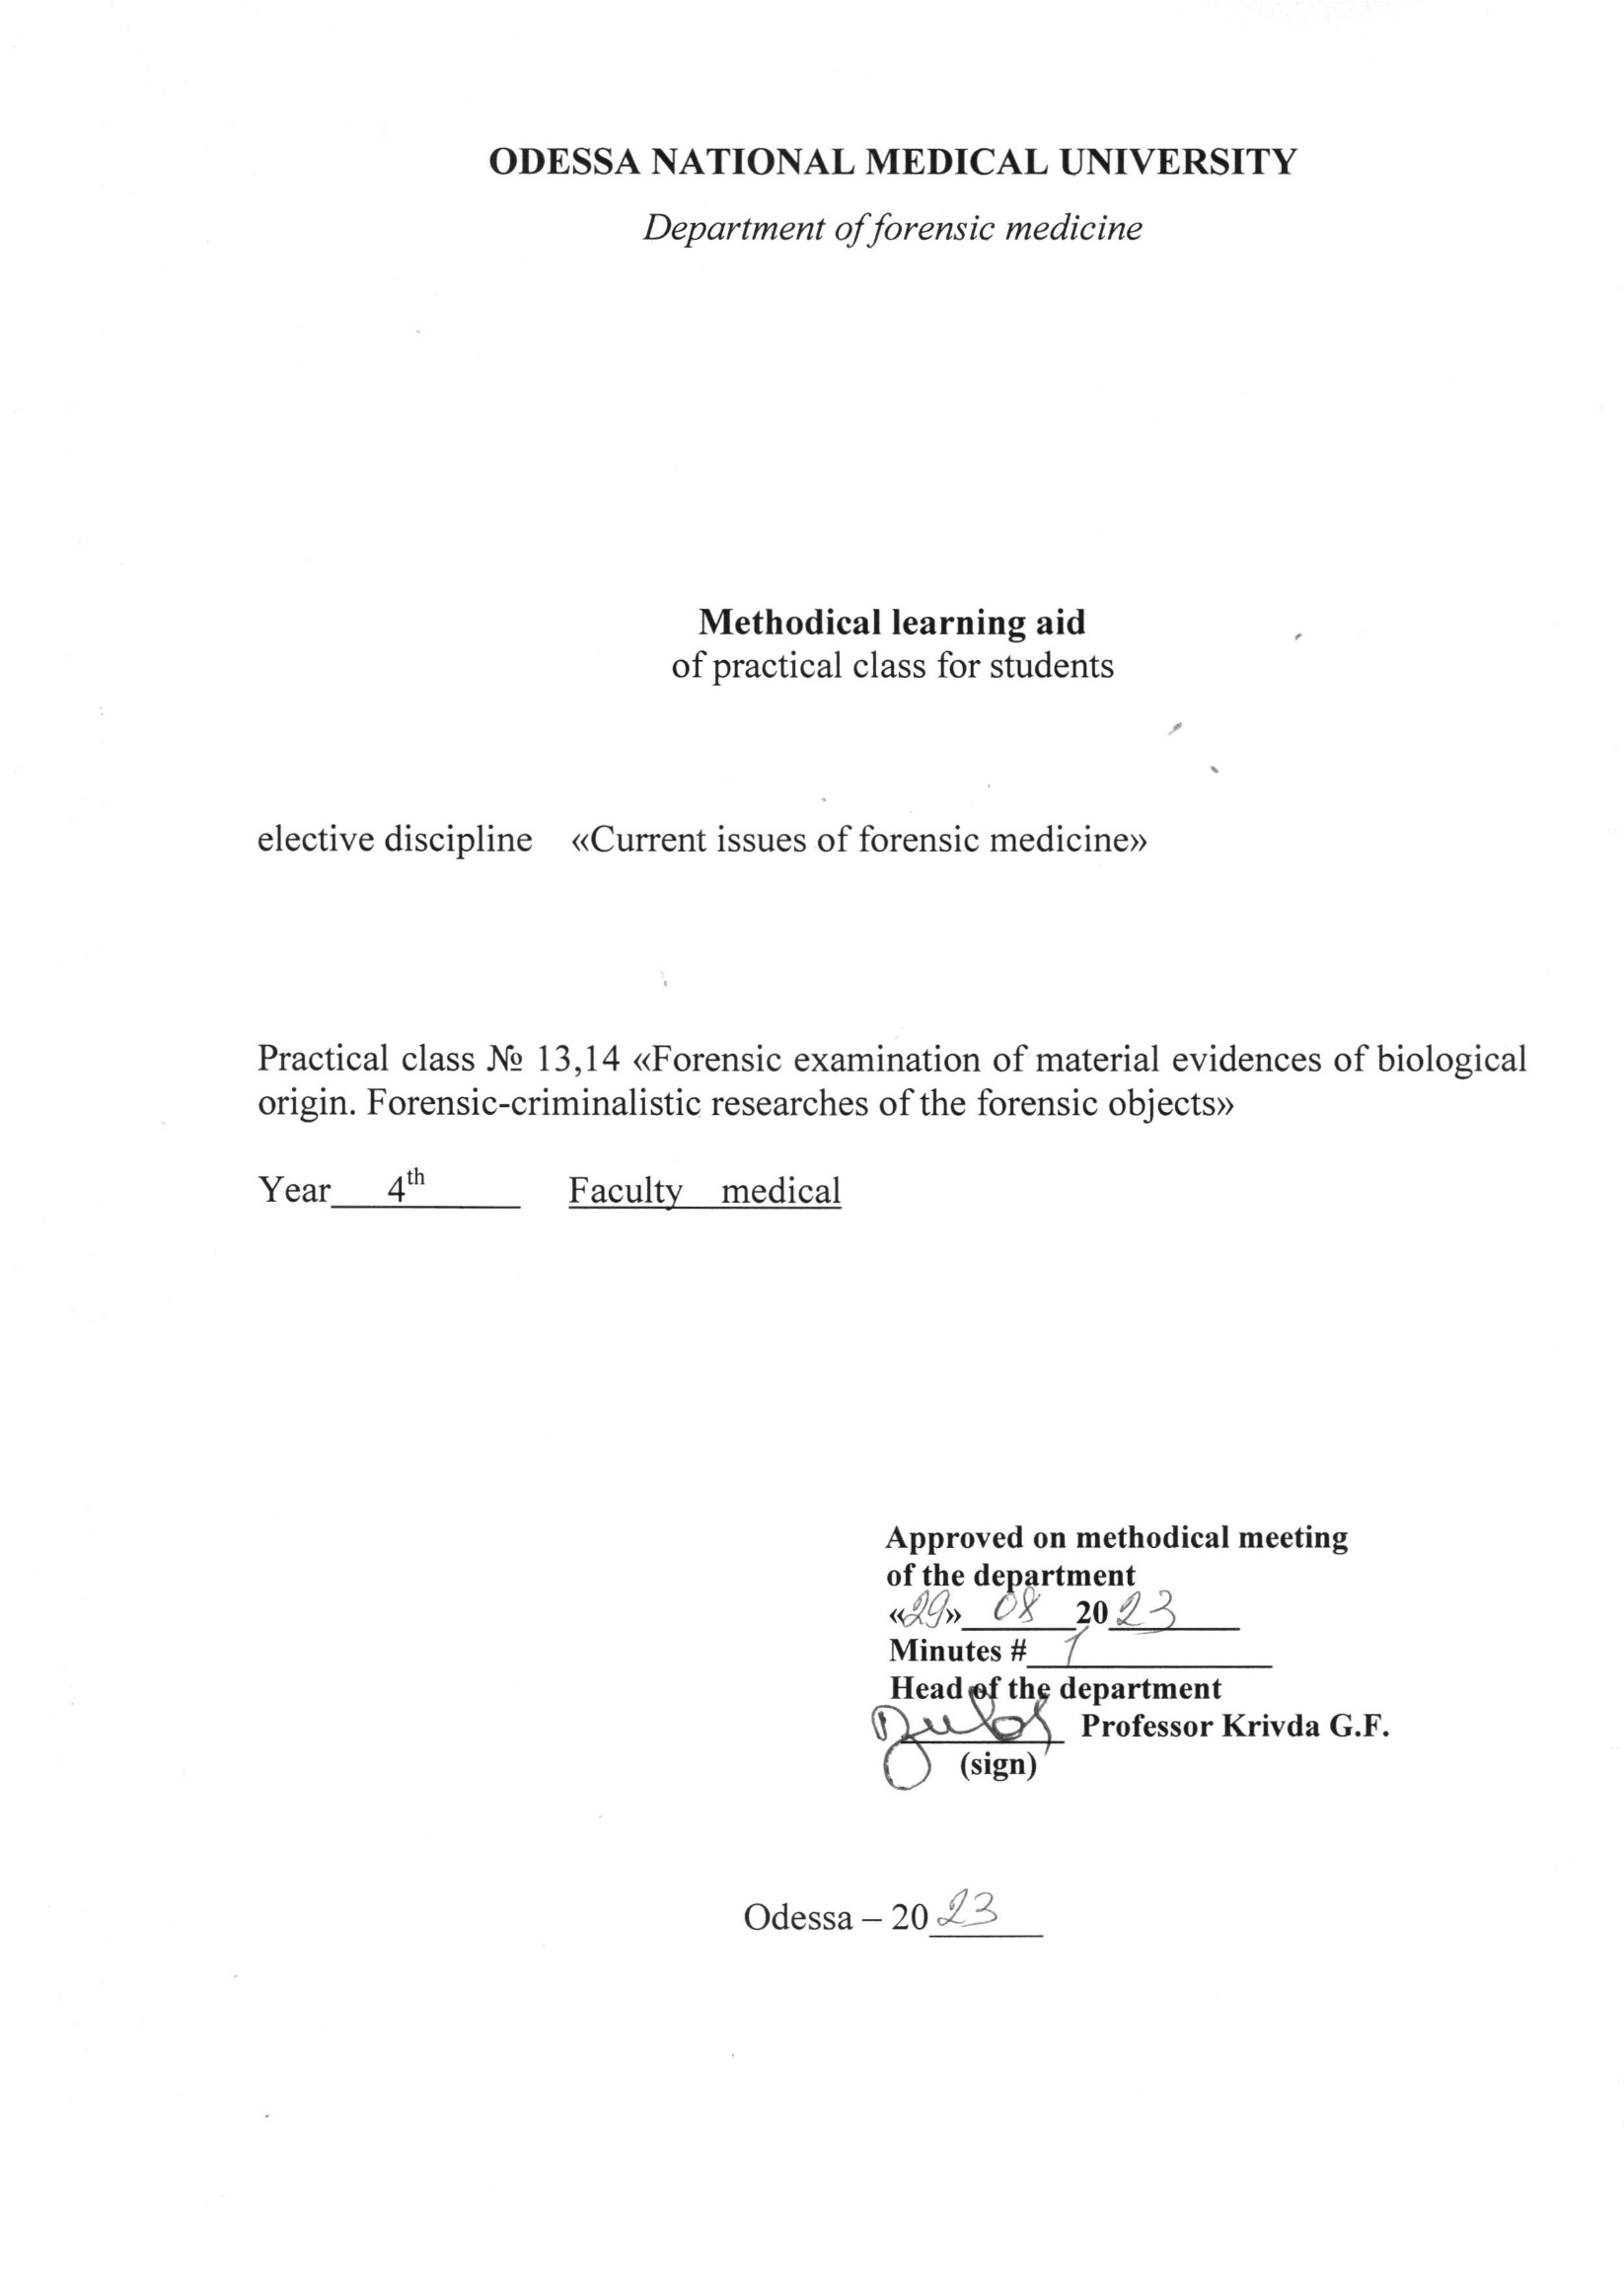 ODESSA NATIONAL MEDICAL UNIVERSITY
Department of forensic medicine
Methodical learning aid
of practical class for students
elective discipline «Current issues of forensic medicine»
Practical class № 13,14 «Forensic examination of material evidences of biological
origin. Forensic-criminalistic researches of the forensic objects»
Year 4th Faculty medical
Approved on methodical meeting
of the department
«29» 08 2023
Minutes # 1
Head of the department
Professor Krivda G.F.
(sign)
Odessa – 2023